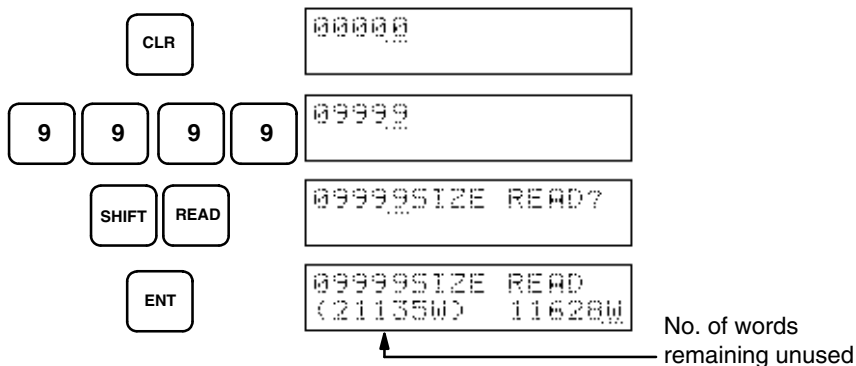 CLR
00000
9 9 9 9
09999
SHIFT READ
09999SIZE READ?
ENT
09999SIZE READ
(21135W) 11628W
No. of words
remaining unused